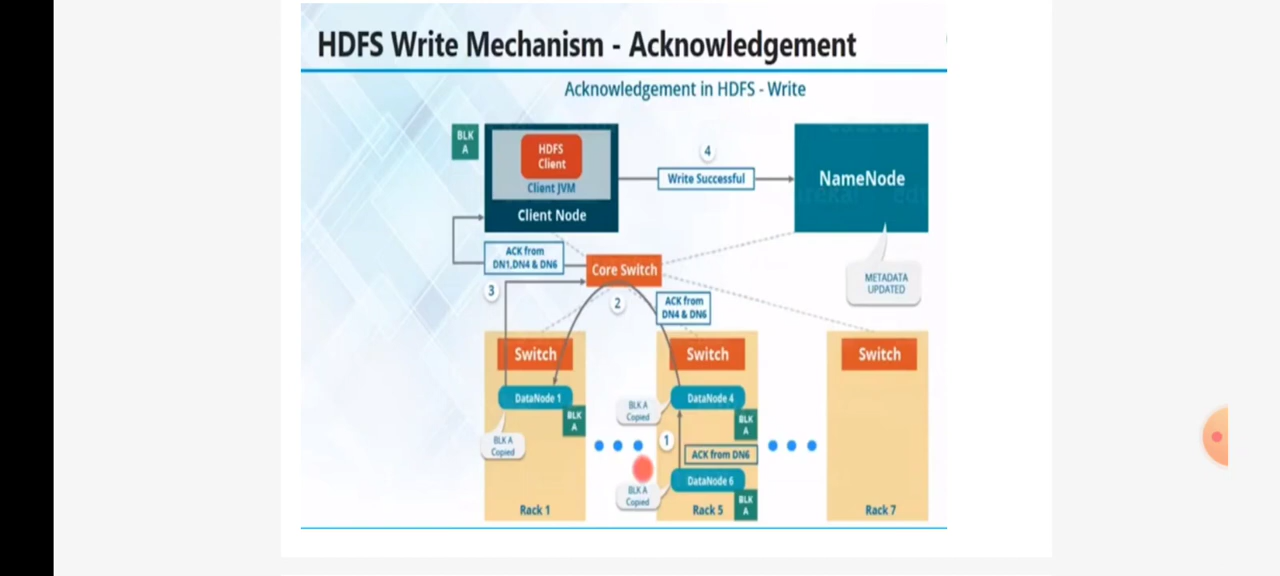 HDFS Write Mechanism - Acknowledgement
Acknowledgement in HDFS - Write
BLK
A
HDFS
Client
Client JVM
Client Node
4
Write Successful
NameNode
METADATA
UPDATED
ACK from
DN1,DN4 & DN6
Core Switch
3
2
ACK from
DN4 & DN6
Switch
Switch
Switch
DataNode 1
BLK
A
BLK A
Copied
BLK A
Copied
DataNode 4
BLK
A
1
ACK from DN6
DataNode 6
BLK A
Copied
BLK
A
Rack 1
Rack 5
Rack 7